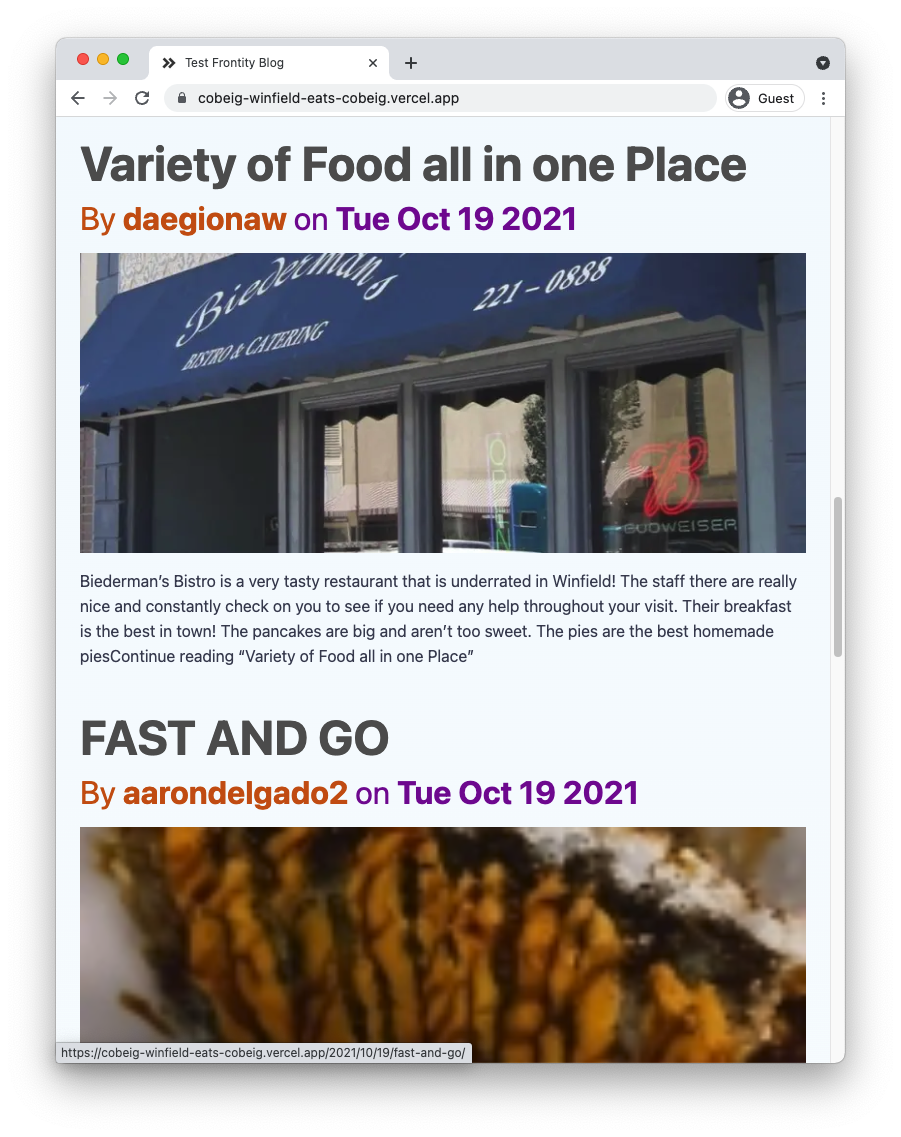 Test Frontity Blog
cobeig-winfield-eats-cobeig.vercel.app
Guest
Variety of Food all in one Place
By daegionaw on Tue Oct 19 2021
Biederman's
221-0888
BISTRO & CATERING
OPEN
BUDWEISER
Biederman’s Bistro is a very tasty restaurant that is underrated in Winfield! The staff there are really
nice and constantly check on you to see if you need any help throughout your visit. Their breakfast
is the best in town! The pancakes are big and aren’t too sweet. The pies are the best homemade
piesContinue reading “Variety of Food all in one Place”
FAST AND GO
By aarondelgado2 on Tue Oct 19 2021
https://cobeig-winfield-eats-cobeig.vercel.app/2021/10/19/fast-and-go/